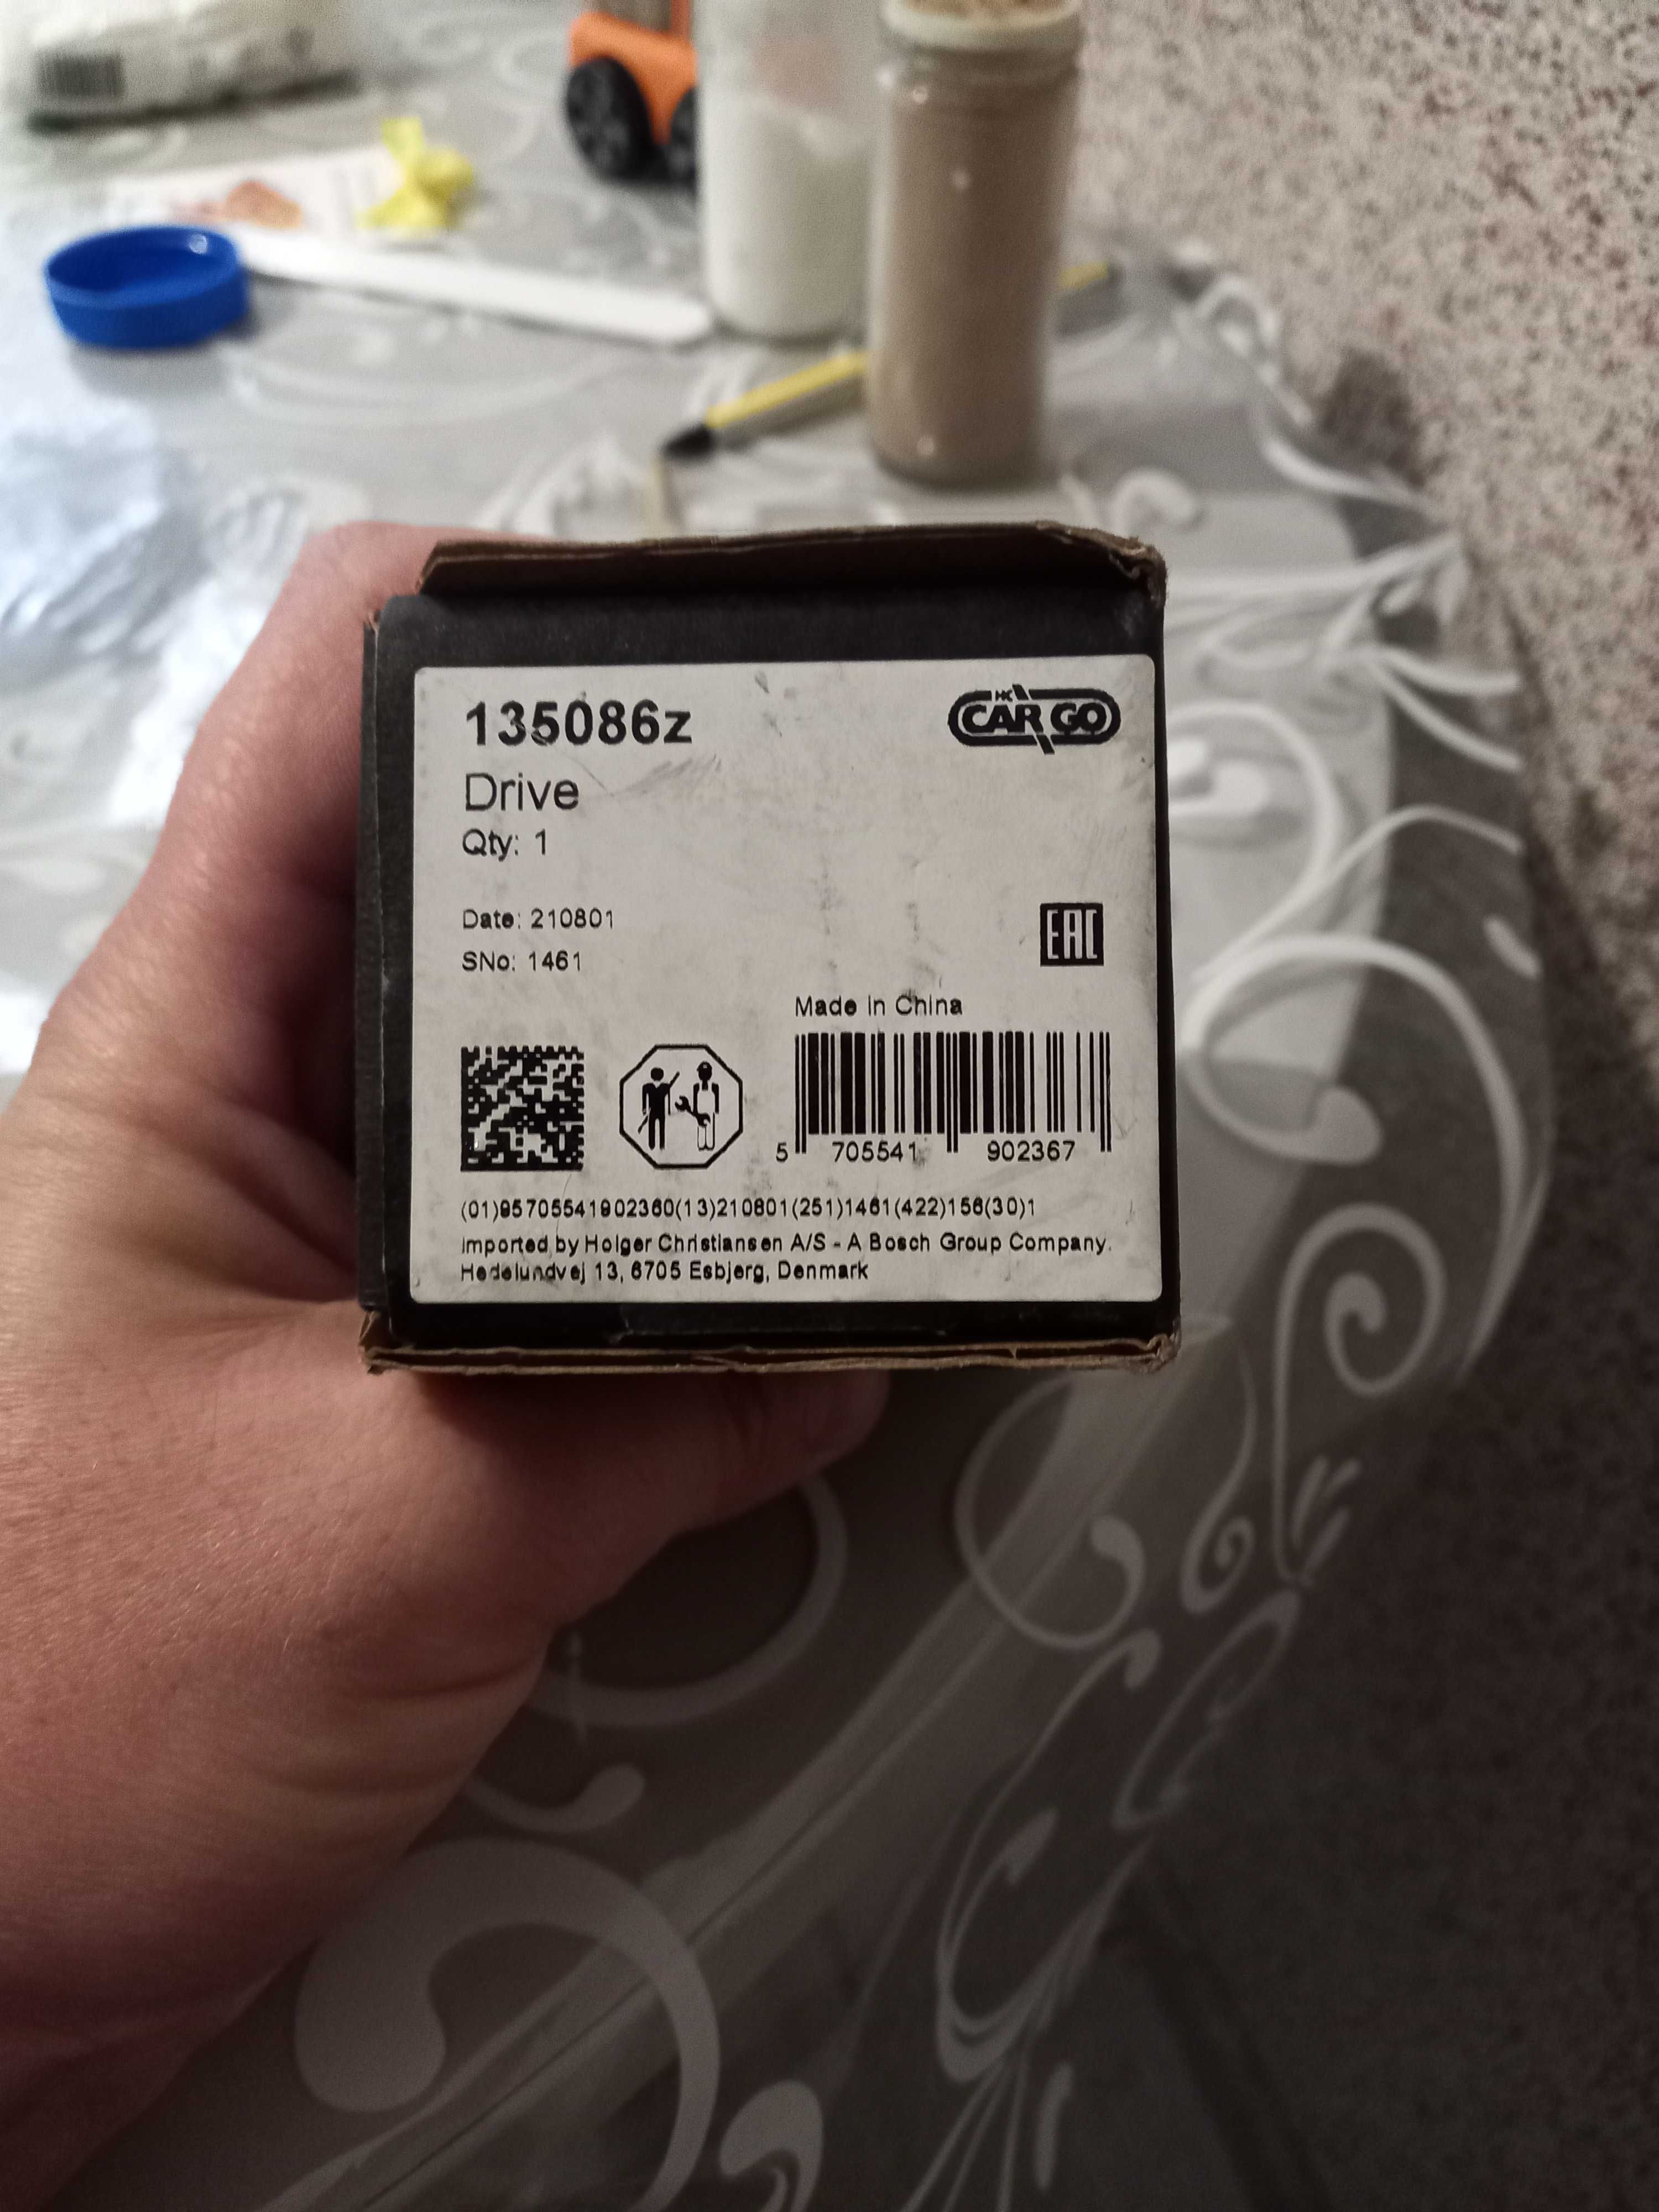 135086z
HC CARGO
Drive
Qty: 1
Date: 210801
SNo: 1461
EAC
Made in China
5 705541 902367
(01)95705541902360(13)210801(251)1461(422)156(30)1
Imported by Holger Christiansen A/S - A Bosch Group Company.
Hedelundvej 13, 6705 Esbjerg, Denmark